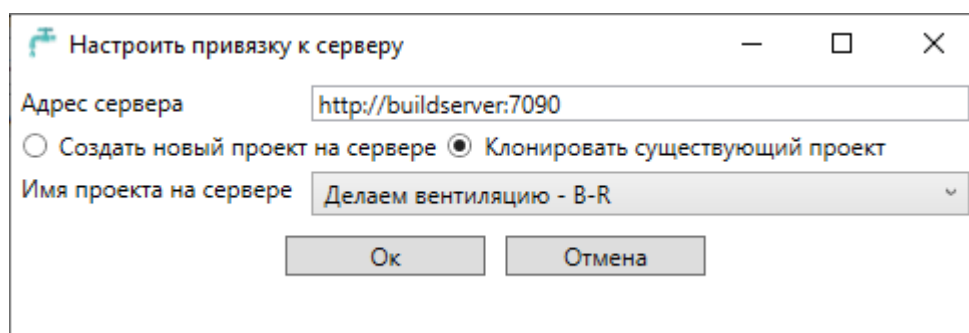 Настроить привязку к серверу
Адрес сервера http://buildserver:7090
Создать новый проект на сервере Клонировать существующий проект
Имя проекта на сервере Делаем вентиляцию - B-R
Ок Отмена